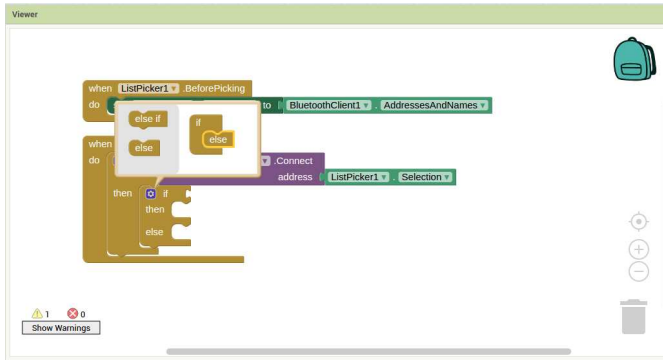 Viewer
when ListPicker1 .BeforePicking
do to BluetoothClient1 . AddressesAndNames
else if
if
else
else
when
do .Connect
address ListPicker1 . Selection
then if
then
else
1 0
Show Warnings